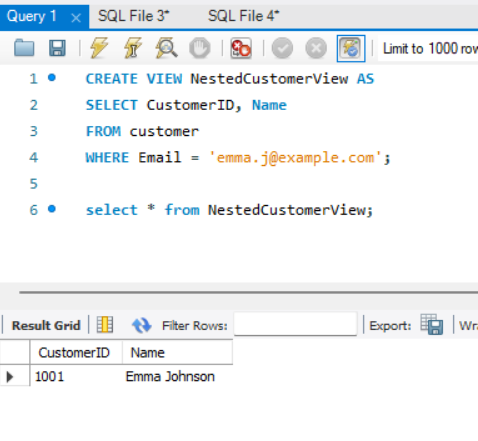 Query 1 SQL File 3* SQL File 4*
Limit to 1000 row
1 CREATE VIEW NestedCustomerView AS
2 SELECT CustomerID, Name
3 FROM customer
4 WHERE Email = 'emma.j@example.com';
5
6 select * from NestedCustomerView;
Result Grid Filter Rows: Export: Wra
CustomerID Name
1001 Emma Johnson